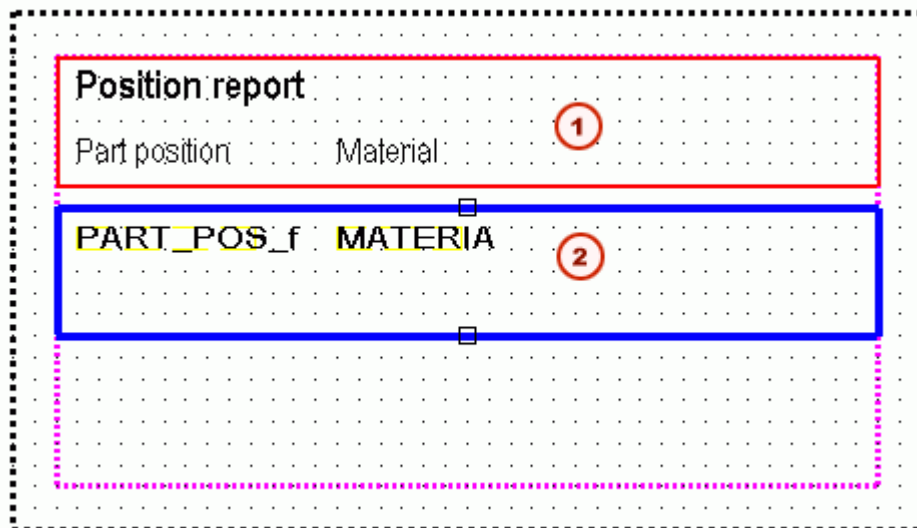 Position report
Part position Material
1
PART_POS_f MATERIA
2